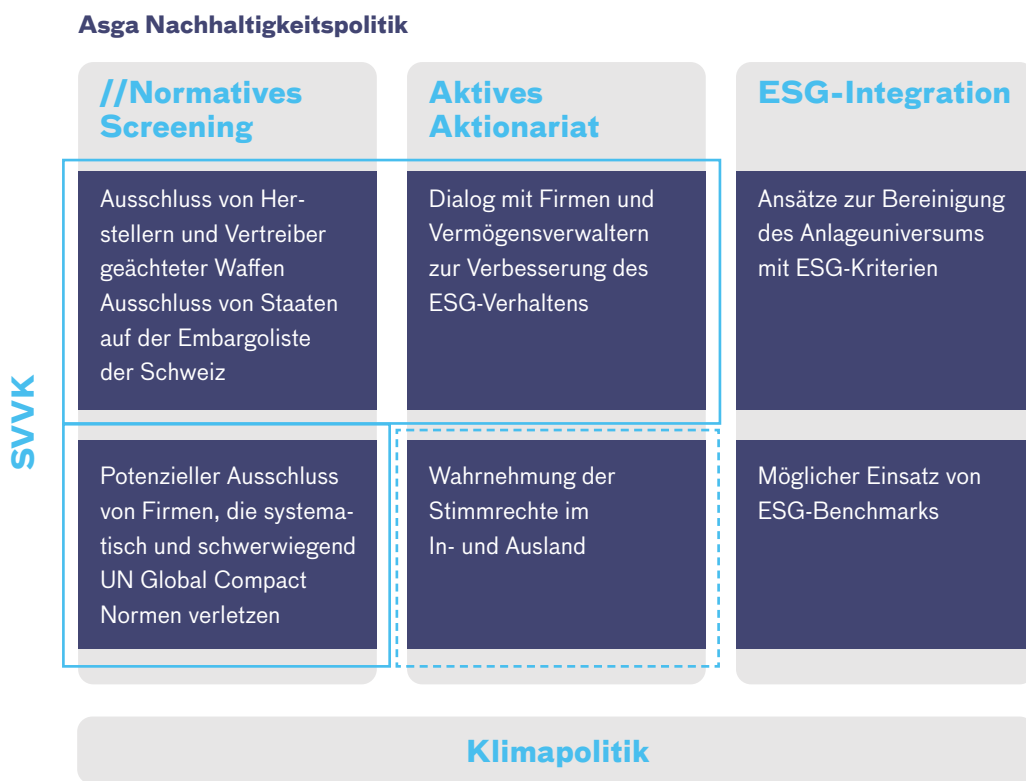 Asga Nachhaltigkeitspolitik
//Normatives
Screening
Ausschluss von Her-
stellern und Vertreiber
geächteter Waffen
Ausschluss von Staaten
auf der Embargoliste
der Schweiz
Potenzieller Ausschluss
von Firmen, die systema-
tisch und schwerwiegend
UN Global Compact
Normen verletzen
Aktives
Aktionariat
Dialog mit Firmen und
Vermögensverwaltern
zur Verbesserung des
ESG-Verhaltens
Wahrnehmung der
Stimmrechte im
In- und Ausland
ESG-Integration
Ansätze zur Bereinigung
des Anlageuniversums
mit ESG-Kriterien
Möglicher Einsatz von
ESG-Benchmarks
SVVK
Klimapolitik